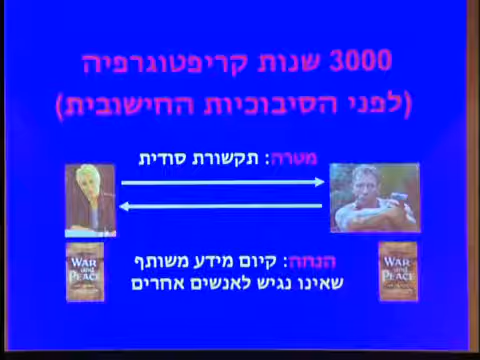 3000 שנות קריפטוגרפיה
(לפני הסיבוכיות החישובית)
מטרה: תקשורת סודית
הנחה: קיום מידע משותף
שאינו נגיש לאנשים אחרים
WAR
and
PEACE
WAR
and
PEACE